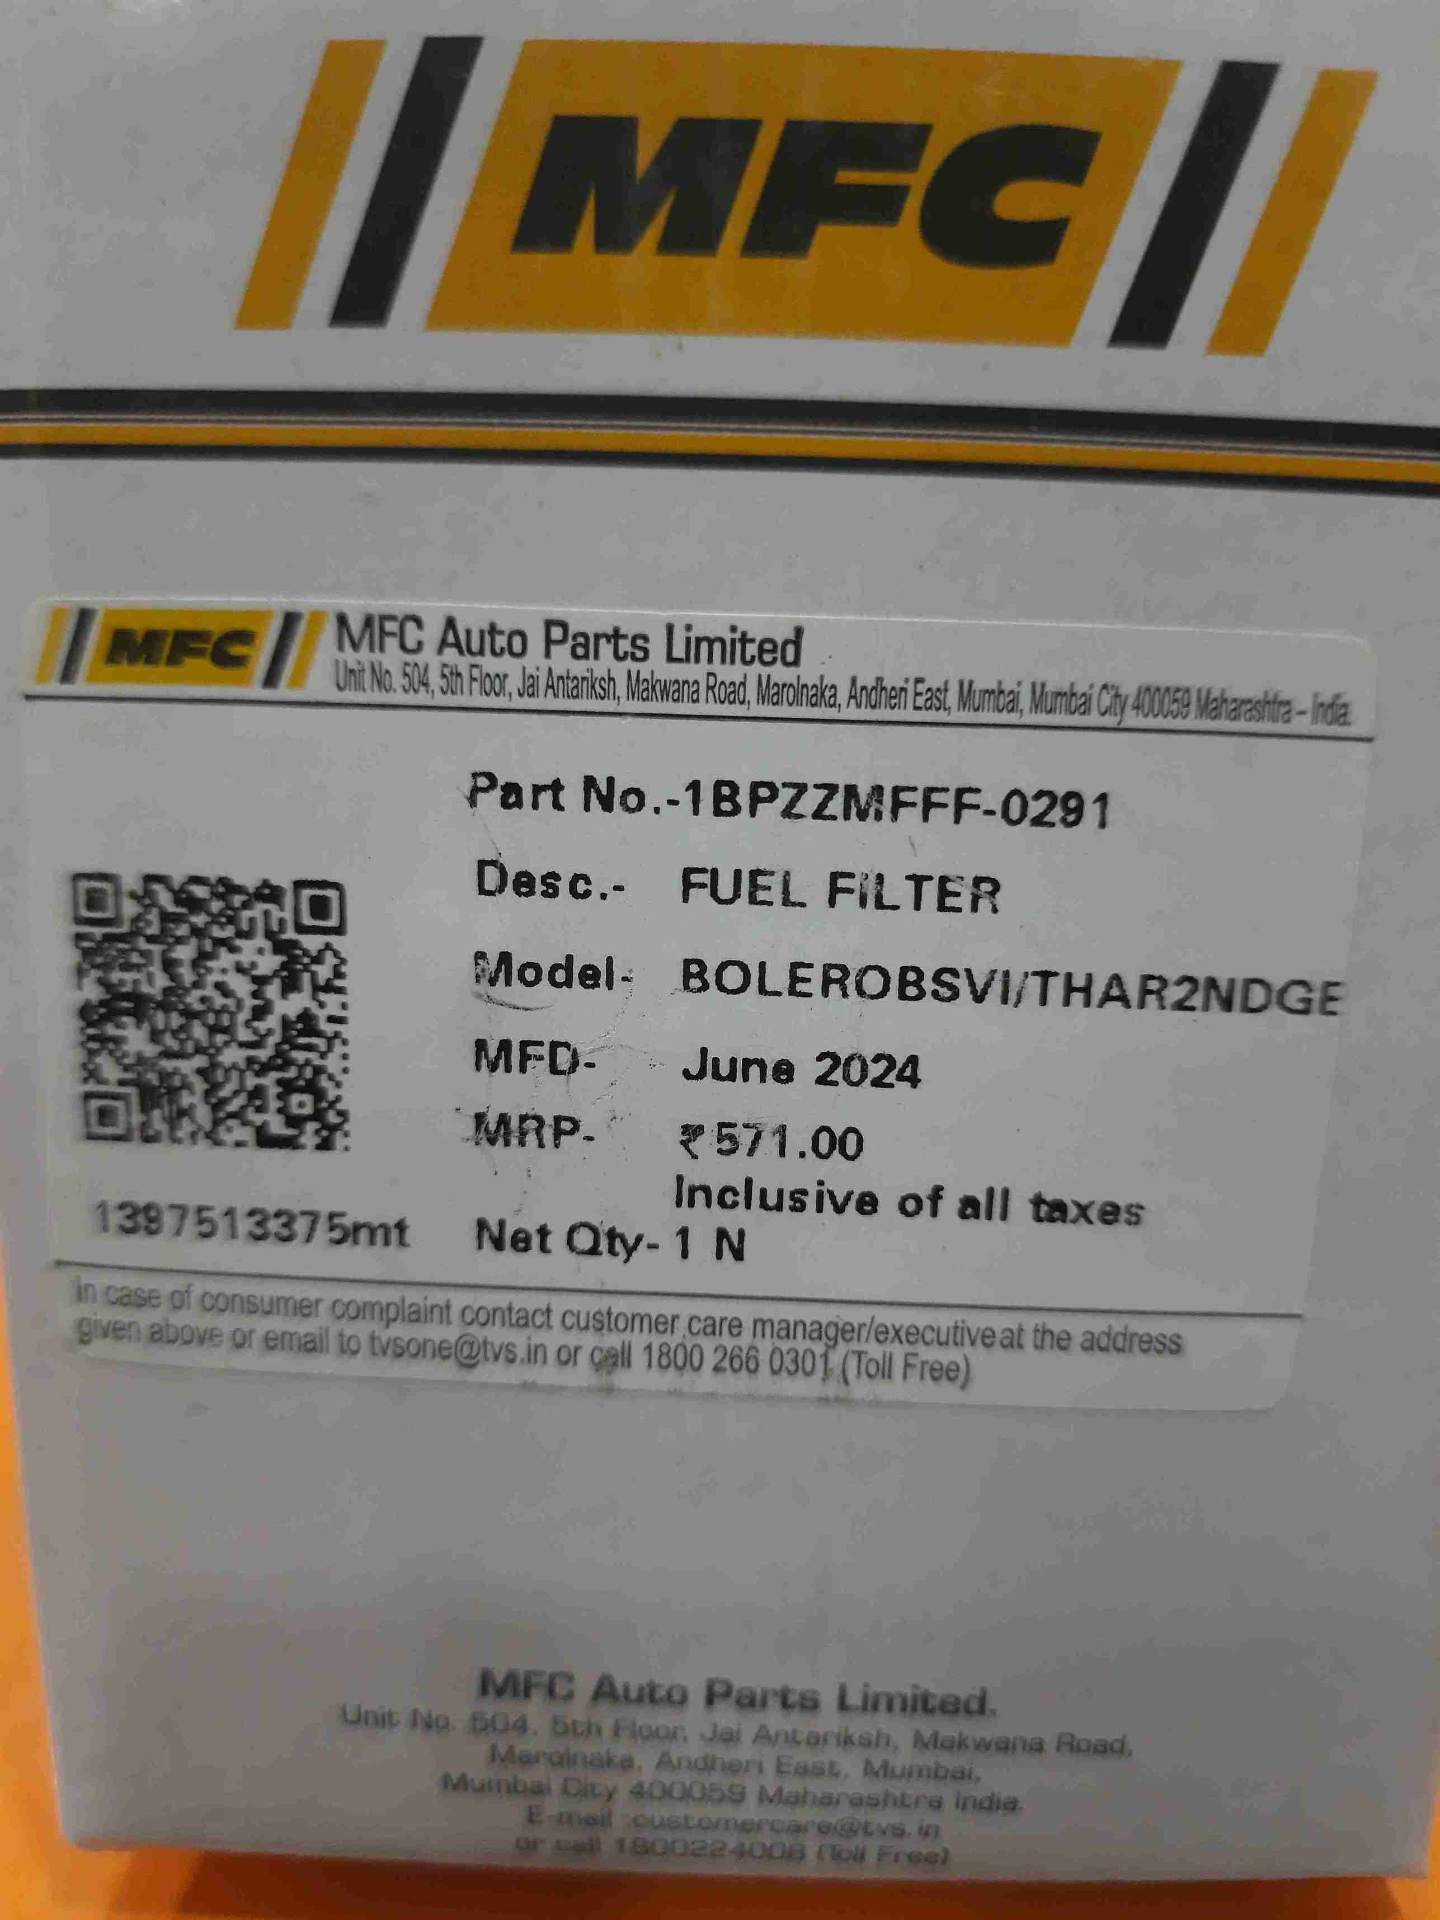 MFC
MFC
MFC Auto Parts Limited
Unit No. 504, 5th Floor, Jai Antariksh, Makwana Road, Marolnaka, Andheri East, Mumbai, Mumbai City 400059 Maharashtra – India.
Part No.-1BPZZMFFF-0291
Desc.- FUEL FILTER
Model- BOLEROBSVI/THAR2NDGE
MFD- June 2024
MRP- ₹571.00
Inclusive of all taxes
1397513375mt
Net Qty- 1 N
In case of consumer complaint contact customer care manager/executive at the address
given above or email to tvsone@tvs.in or call 1800 266 0301 (Toll Free)
MFC Auto Parts Limited.
Unit No. 504, 5th Floor, Jai Antariksh, Makwana Road,
Marolnaka, Andheri East, Mumbai,
Mumbai City 400059 Maharashtra India
E-mail :customercare@tvs.in
or call 18002224008 (Toll Free)